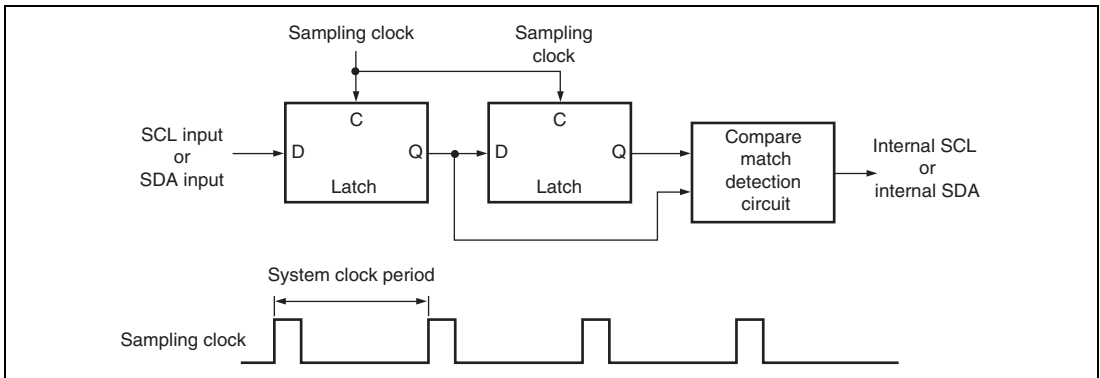 Sampling clock
Sampling
clock
SCL input
or
SDA input
D
C
Q
Latch
D
C
Q
Latch
Compare
match
detection
circuit
Internal SCL
or
internal SDA
System clock period
Sampling clock